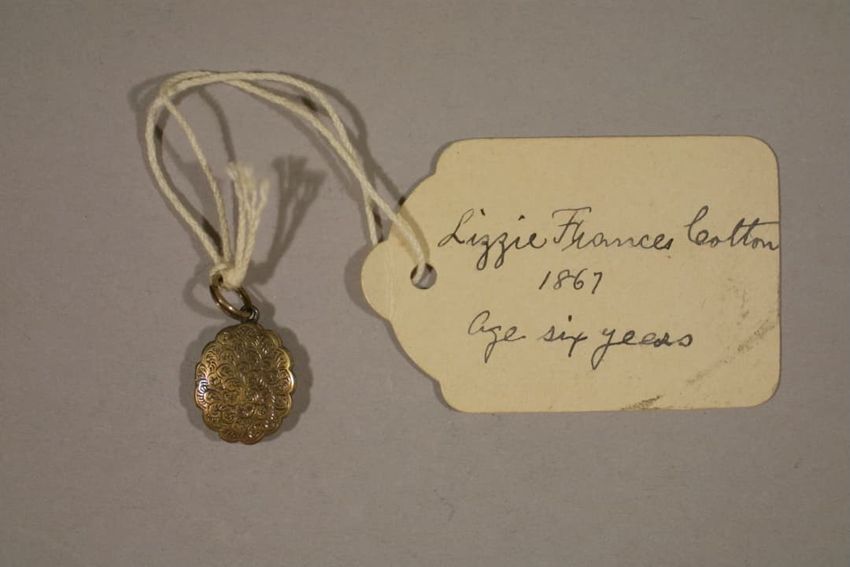 Lizzie Frances Cotton
1867
Age six years